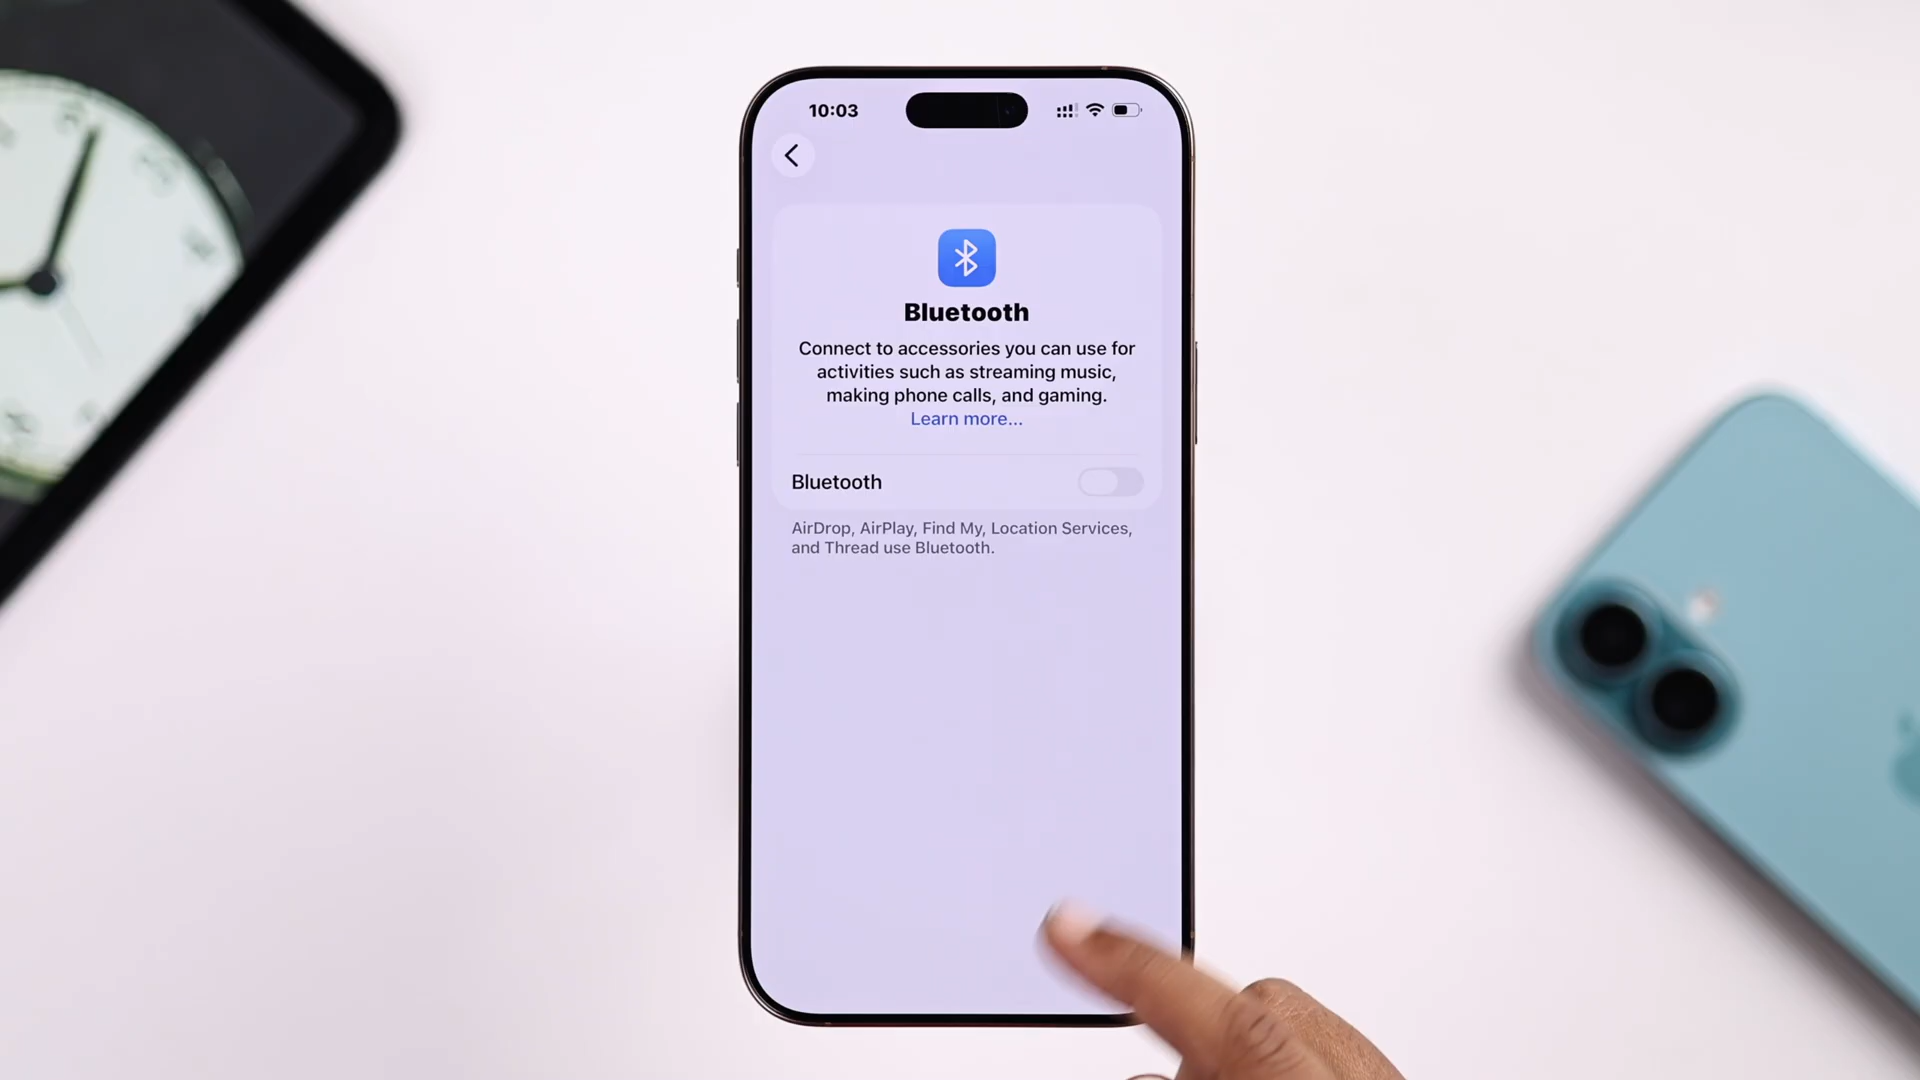 10:03
Bluetooth
Connect to accessories you can use for
activities such as streaming music,
making phone calls, and gaming.
Learn more...
Bluetooth
AirDrop, AirPlay, Find My, Location Services,
and Thread use Bluetooth.